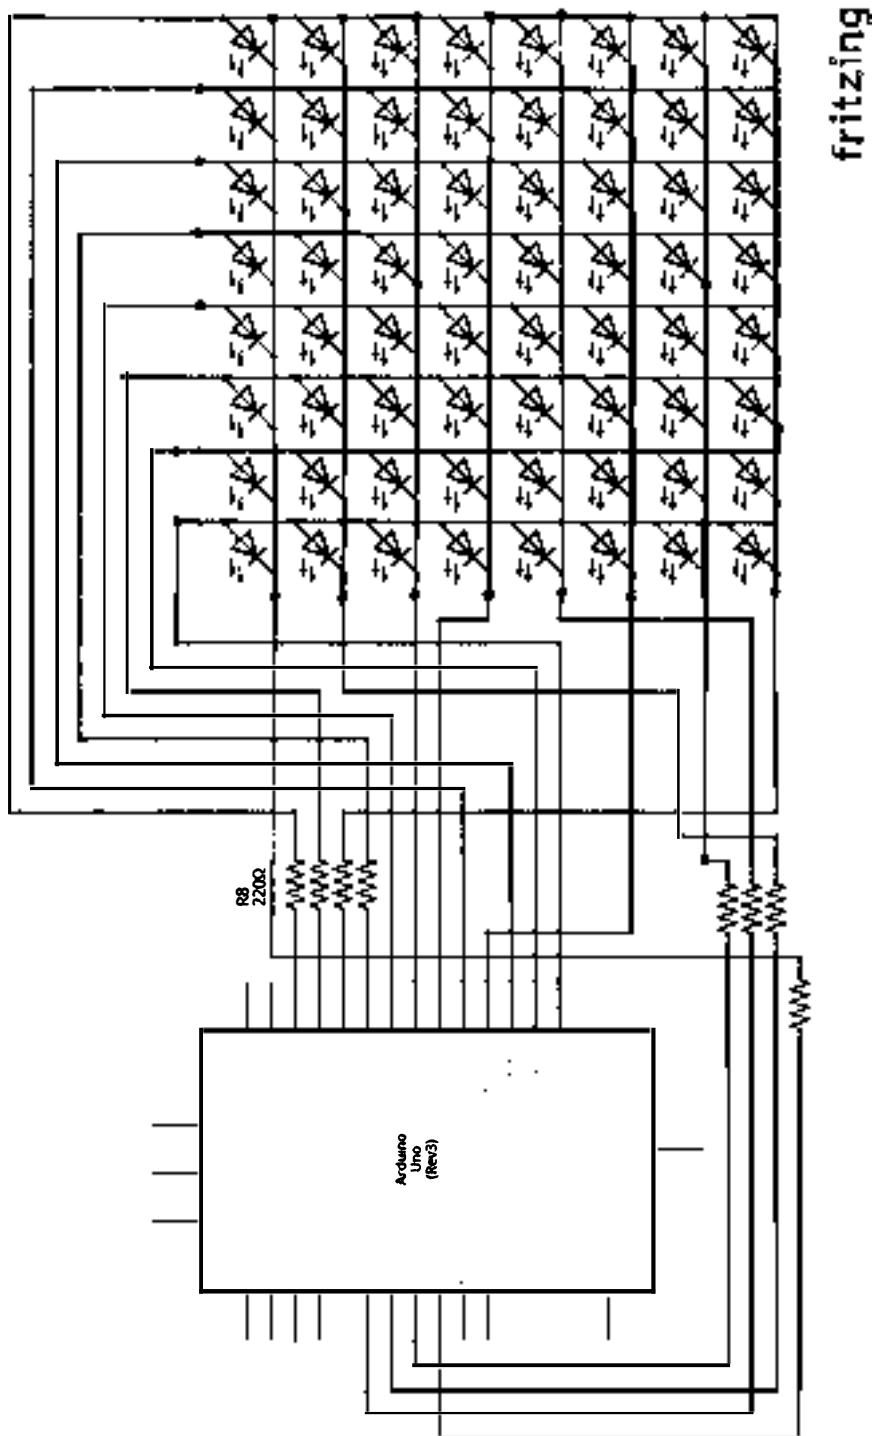 fritzing
R8
220Ω
Arduino
Uno
(Rev3)